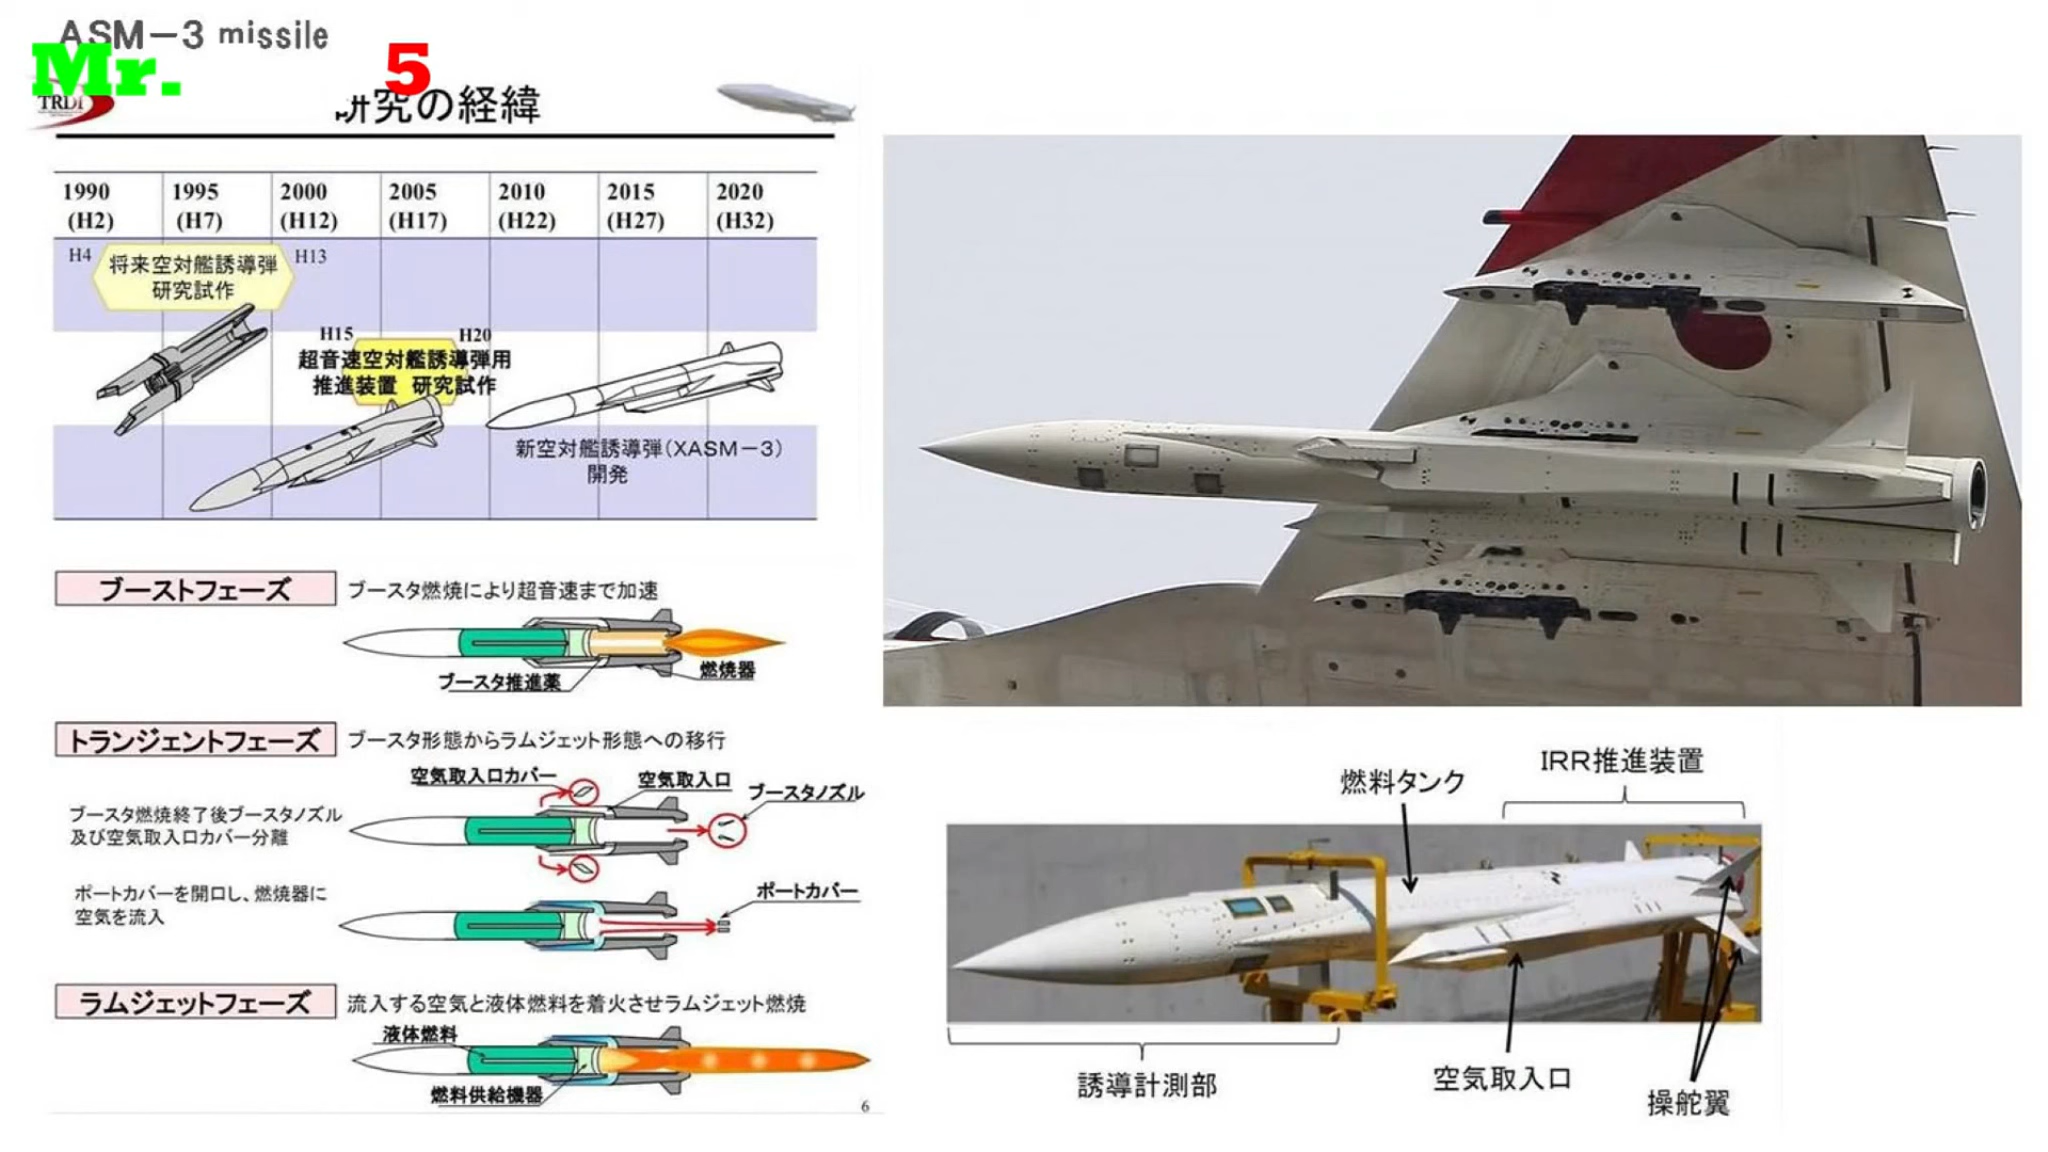 ASM-3 missile
Mr. 5
TRDI
研究の経緯
1990 1995 2000 2005 2010 2015 2020
(H2) (H7) (H12) (H17) (H22) (H27) (H32)
H4 将来空対艦誘導弾 H13
研究試作
H15 H20
超音速空対艦誘導弾用
推進装置 研究試作
新空対艦誘導弾(XASM-3)
開発
ブーストフェーズ ブースタ燃焼により超音速まで加速
ブースタ推進薬 燃焼器
トランジェントフェーズ ブースタ形態からラムジェット形態への移行
空気取入口カバー 空気取入口 ブースタノズル
ブースタ燃焼終了後ブースタノズル
及び空気取入口カバー分離
ポートカバーを開口し、燃焼器に ポートカバー
空気を流入
ラムジェットフェーズ 流入する空気と液体燃料を着火させラムジェット燃焼
液体燃料
燃料供給機器
6
IRR推進装置
燃料タンク
誘導計測部
空気取入口
操舵翼